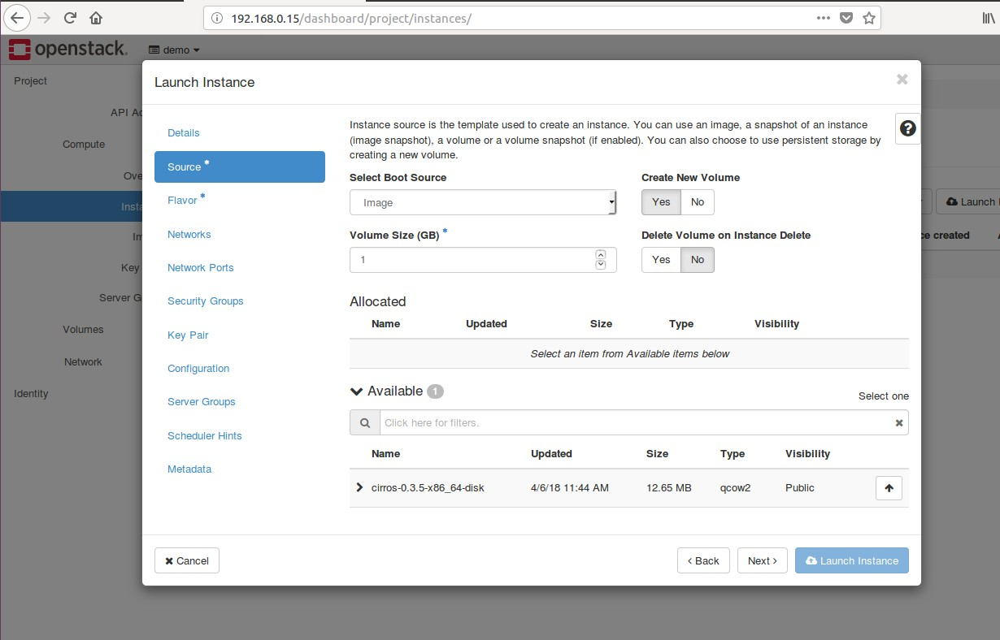 192.168.0.15/dashboard/project/instances/
openstack.
demo
Project
API Ac
Compute
Ove
Insta
Im
Key
Server G
Volumes
Network
Identity
Launch
ce created
Launch Instance
Details
Source *
Flavor *
Networks
Network Ports
Security Groups
Key Pair
Configuration
Server Groups
Scheduler Hints
Metadata
Instance source is the template used to create an instance. You can use an image, a snapshot of an instance
(image snapshot), a volume or a volume snapshot (if enabled). You can also choose to use persistent storage by
creating a new volume.
Select Boot Source Create New Volume
Image Yes No
Volume Size (GB) * Delete Volume on Instance Delete
1 Yes No
Allocated
Name Updated Size Type Visibility
Select an item from Available items below
Available 1
Select one
Click here for filters.
Name Updated Size Type Visibility
cirros-0.3.5-x86_64-disk 4/6/18 11:44 AM 12.65 MB qcow2 Public
Cancel < Back Next > Launch Instance